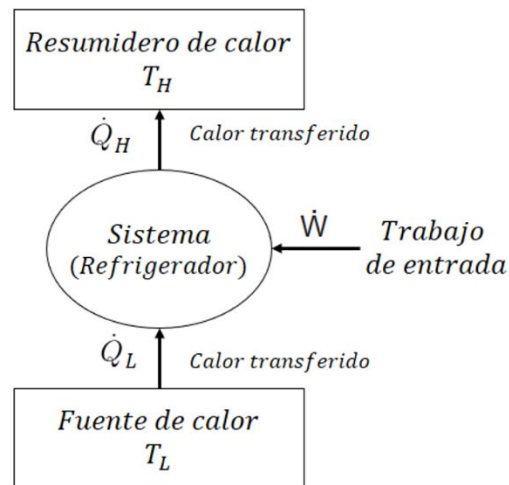 Resumidero de calor
T_H
Q̇_H
Calor transferido
Sistema
(Refrigerador)
Ẇ
Trabajo
de entrada
Q̇_L
Calor transferido
Fuente de calor
T_L